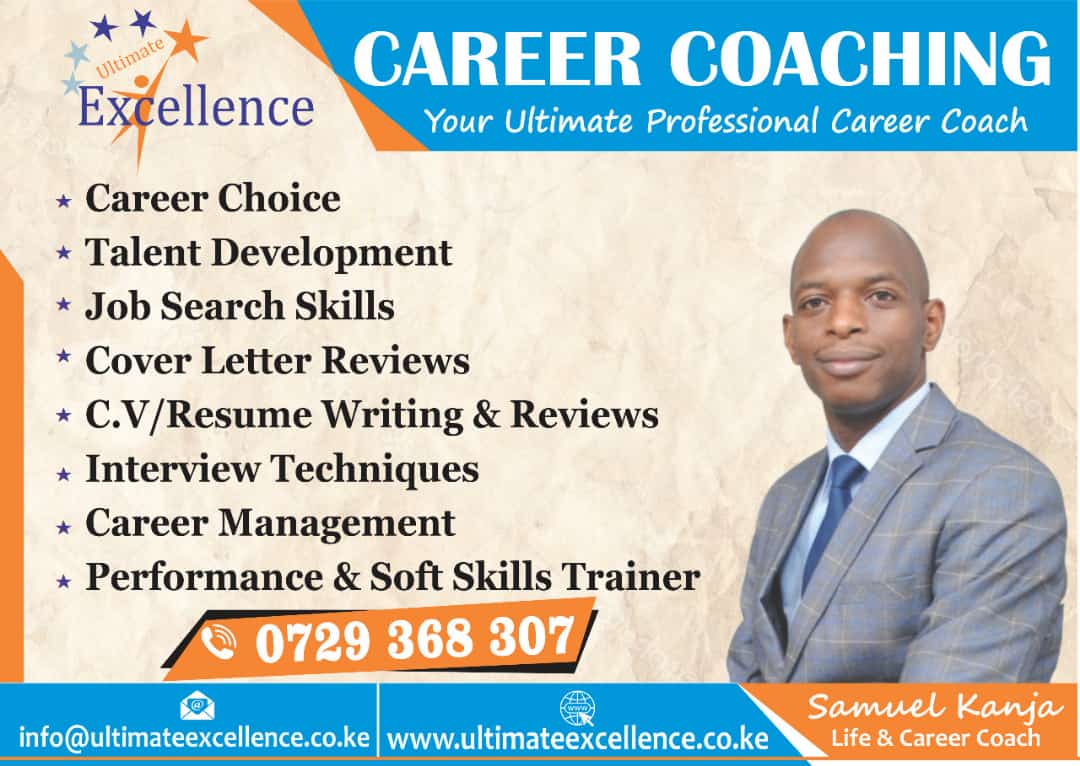 Ultimate
Excellence
CAREER COACHING
Your Ultimate Professional Career Coach
Career Choice
Talent Development
Job Search Skills
Cover Letter Reviews
C.V/Resume Writing & Reviews
Interview Techniques
Career Management
Performance & Soft Skills Trainer
0729 368 307
@
info@ultimateexcellence.co.ke
www
www.ultimateexcellence.co.ke
Samuel Kanja
Life & Career Coach